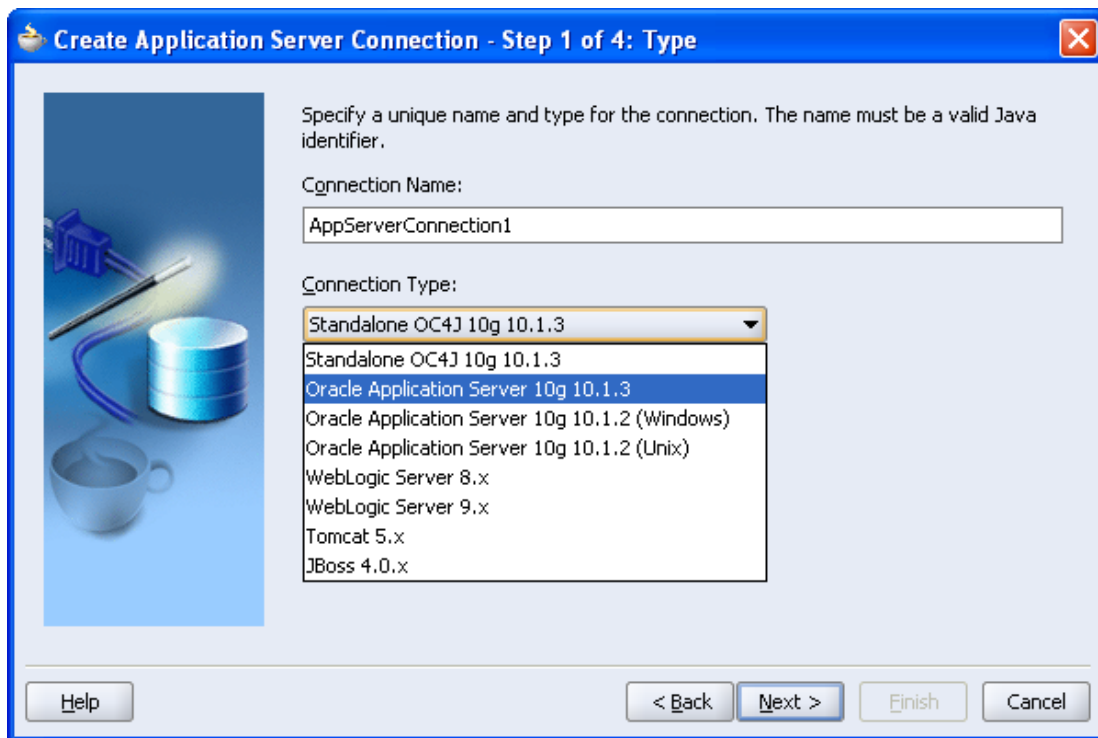 Create Application Server Connection - Step 1 of 4: Type
Specify a unique name and type for the connection. The name must be a valid Java
identifier.
Connection Name:
AppServerConnection1
Connection Type:
Standalone OC4J 10g 10.1.3
Standalone OC4J 10g 10.1.3
Oracle Application Server 10g 10.1.3
Oracle Application Server 10g 10.1.2 (Windows)
Oracle Application Server 10g 10.1.2 (Unix)
WebLogic Server 8.x
WebLogic Server 9.x
Tomcat 5.x
JBoss 4.0.x
Help
< Back
Next >
Finish
Cancel